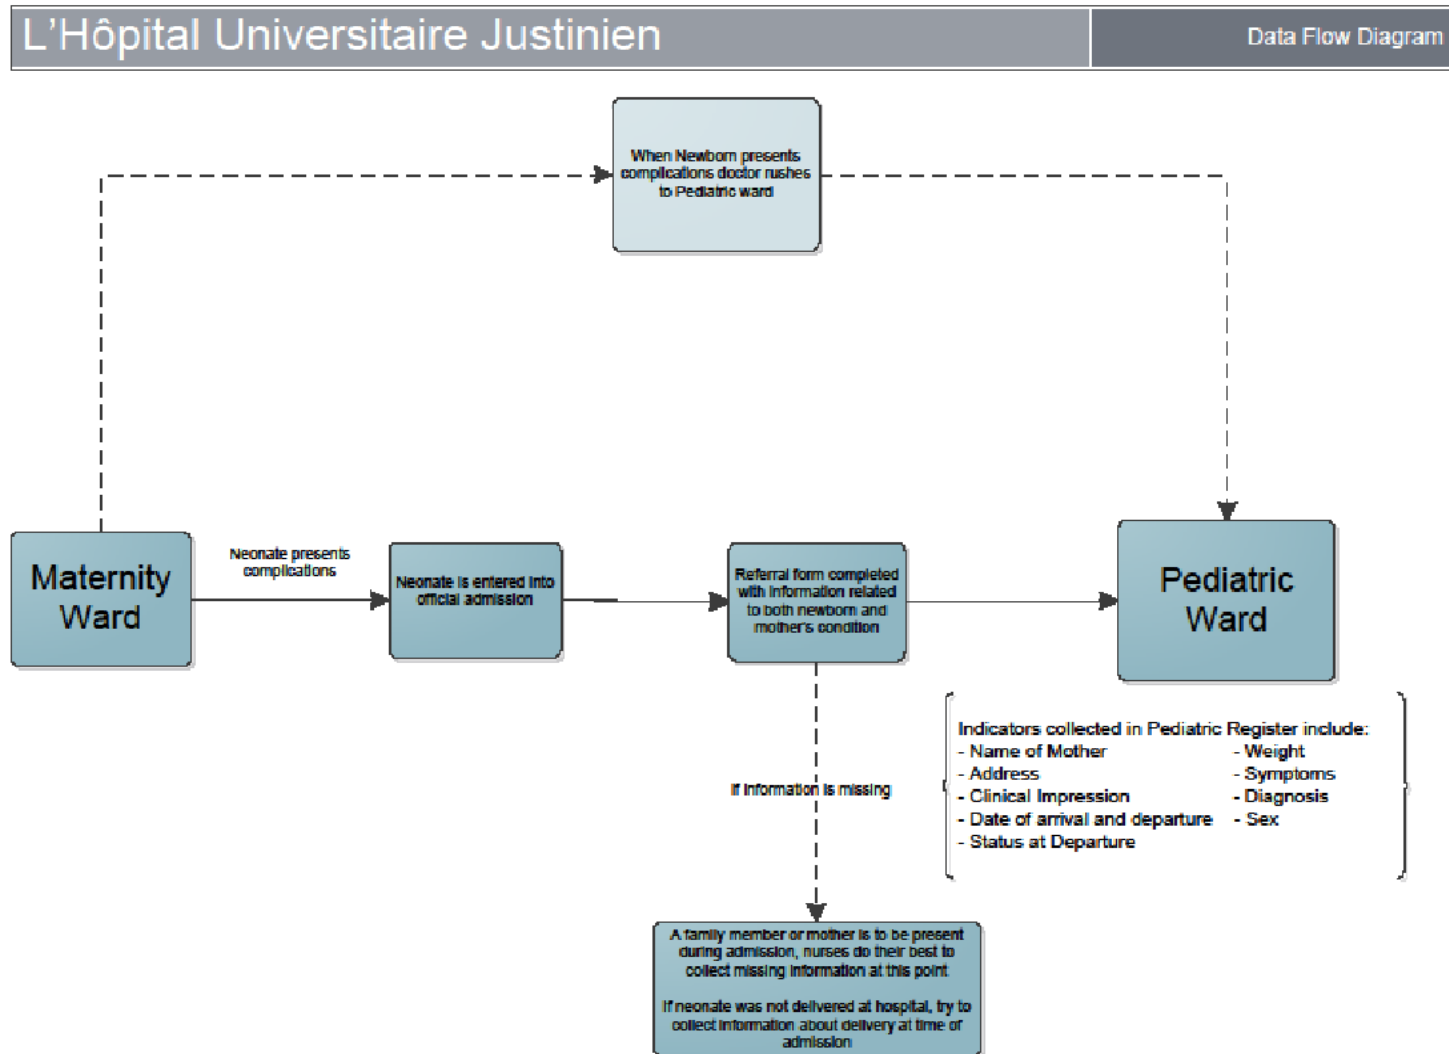 L'Hôpital Universitaire Justinien
Data Flow Diagram
When Newborn presents
complications doctor rushes
to Pediatric ward
Maternity
Ward
Neonate presents
complications
Neonate is entered into
official admission
Referral form completed
with information related
to both newborn and
mother's condition
Pediatric
Ward
Indicators collected in Pediatric Register include:
- Name of Mother - Weight
- Address - Symptoms
- Clinical Impression - Diagnosis
- Date of arrival and departure - Sex
- Status at Departure
If information is missing
A family member or mother is to be present
during admission, nurses do their best to
collect missing information at this point
If neonate was not delivered at hospital, try to
collect information about delivery at time of
admission